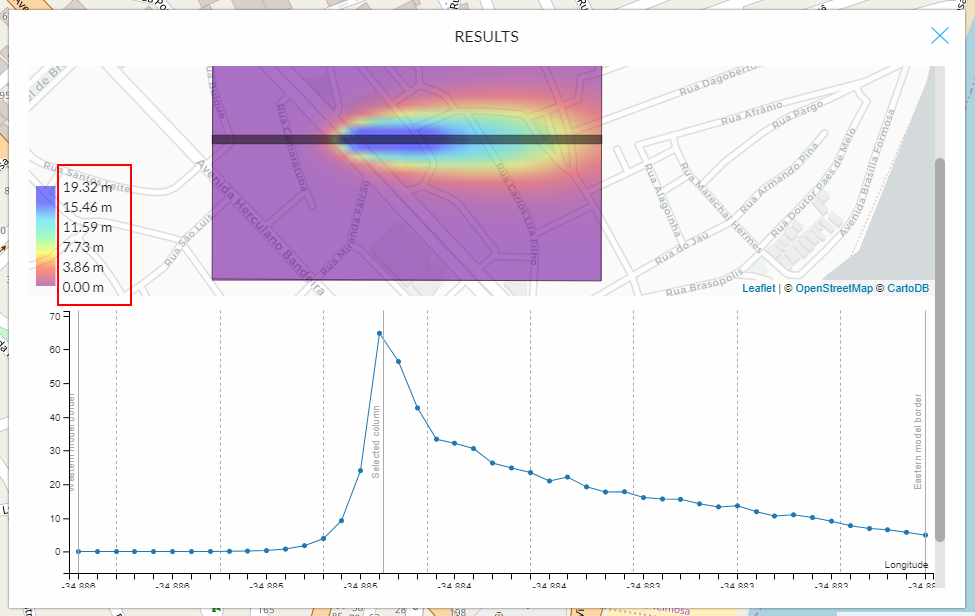 RESULTS
Rua Dagoberto
Rua Afrânio
Rua Pargo
Rua Santos Leite
Rua Camaratuba
Avenida Herculano Bandeira
Rua Miranda Falcão
Rua São Luís
Rua Carlos Lira Filho
Rua Alagoinha
Rua Marechal Hermes
Rua Armando Pina
Rua Doutor Paes de Melo
Avenida Brasília Formosa
Rua do Jaú
Rua Brasópolis
19.32 m
15.46 m
11.59 m
7.73 m
3.86 m
0.00 m
Leaflet | © OpenStreetMap © CartoDB
70
60
50
40
30
20
10
0
Western model border
Selected column
Eastern model border
Longitude
-34.886
-34.886
-34.885
-34.885
-34.884
-34.884
-34.883
-34.883
-34.883
-34.88
165
198